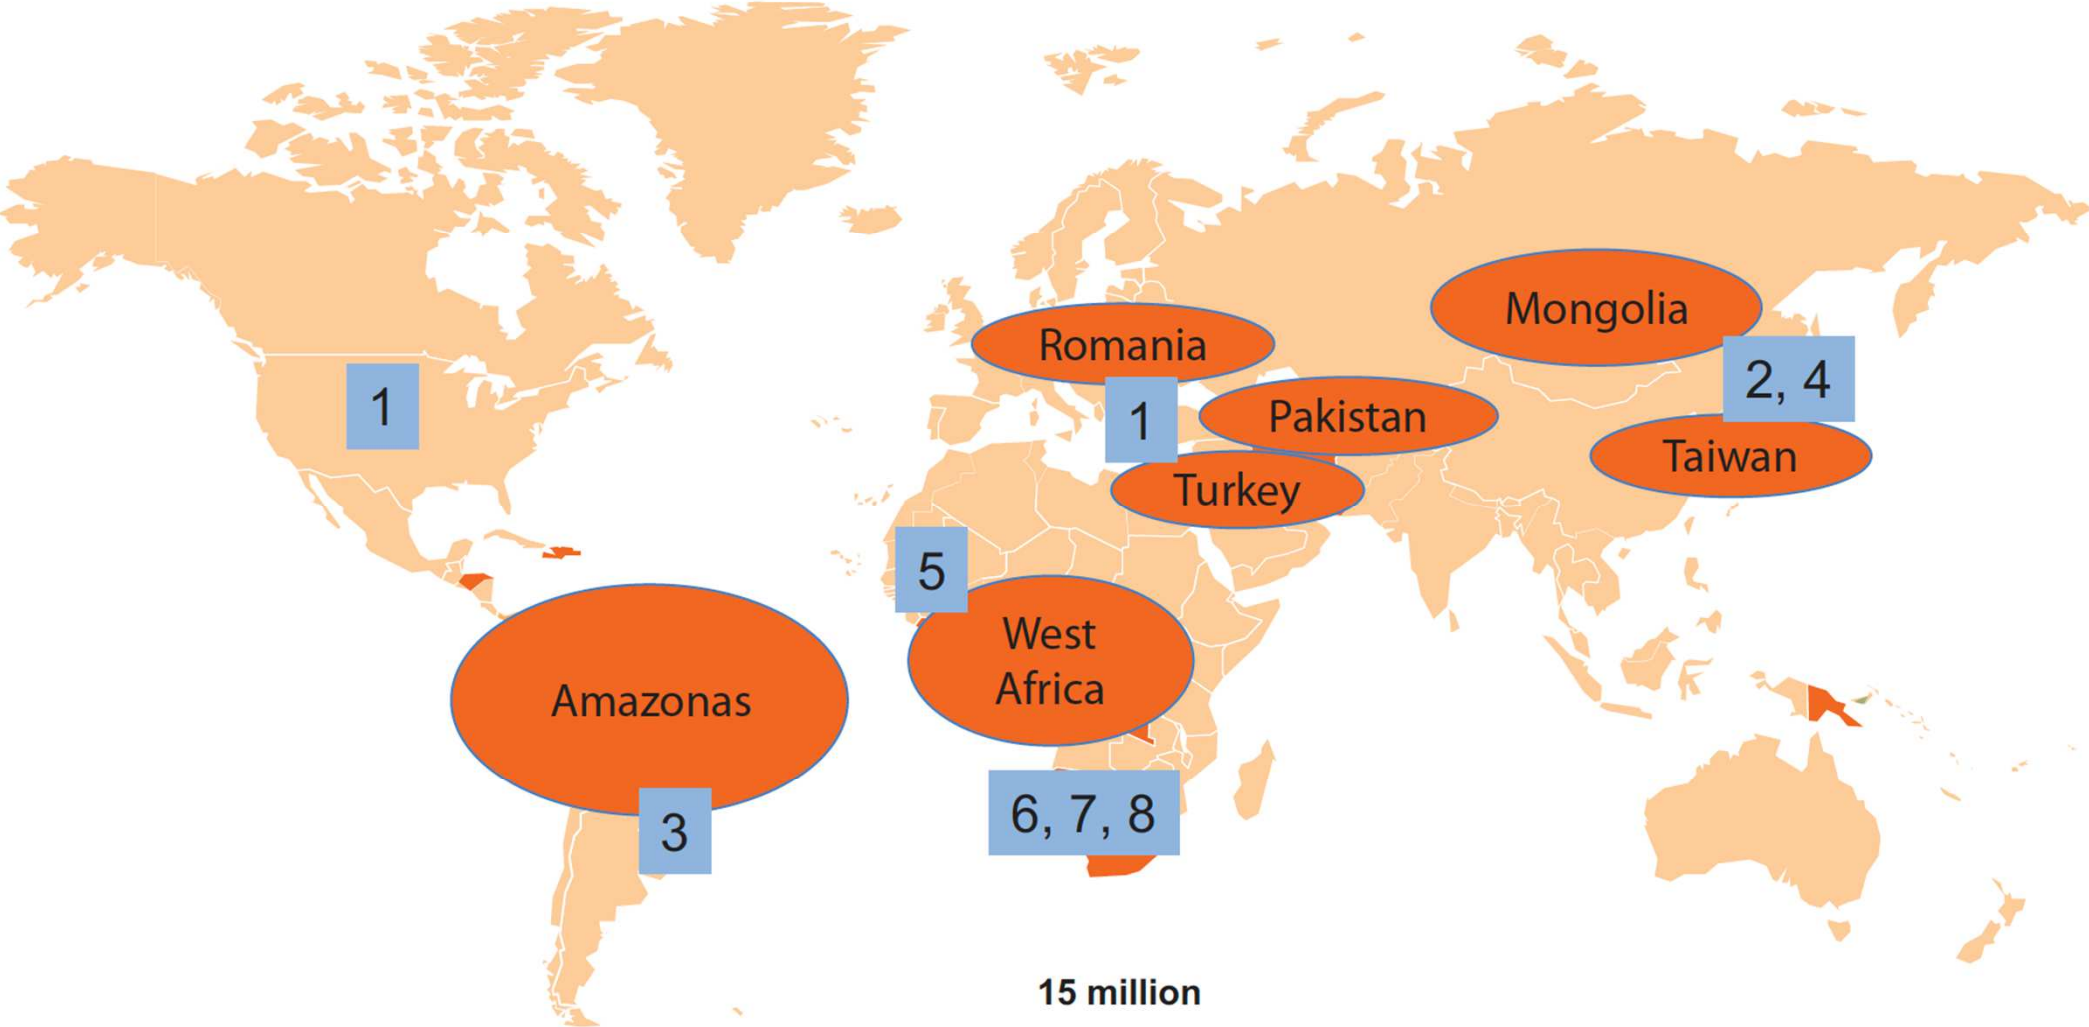 Mongolia
Romania
2, 4
1
1
Pakistan
Taiwan
Turkey
5
West
Africa
Amazonas
6, 7, 8
3
15 million